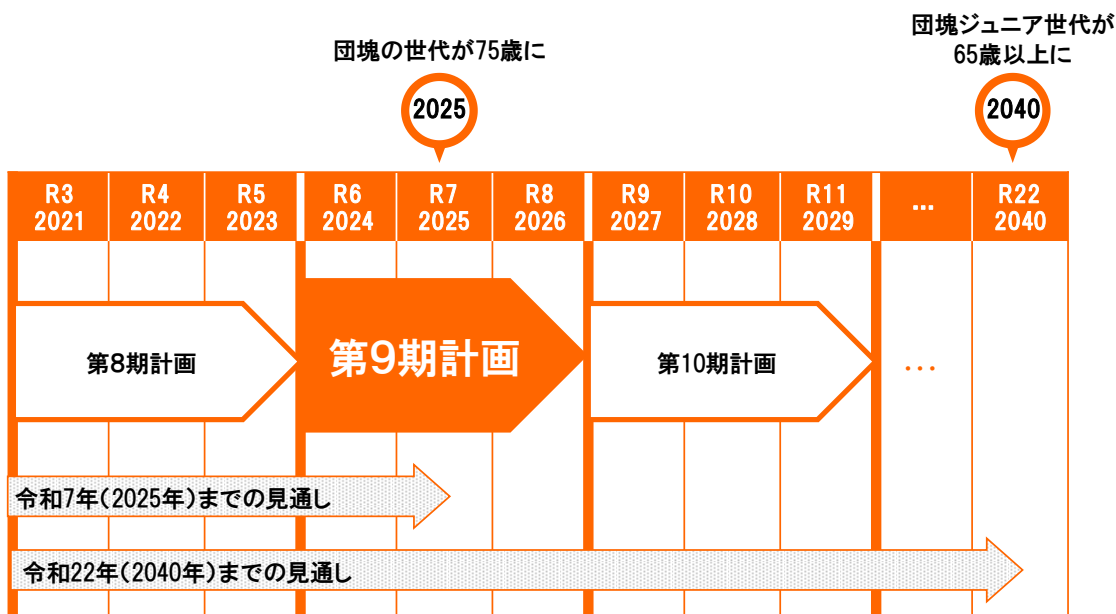 団塊の世代が75歳に
2025
団塊ジュニア世代が
65歳以上に
2040
R3 R4 R5 R6 R7 R8 R9 R10 R11 … R22
2021 2022 2023 2024 2025 2026 2027 2028 2029 2040
第8期計画
第9期計画
第10期計画
…
令和7年(2025年)までの見通し
令和22年(2040年)までの見通し